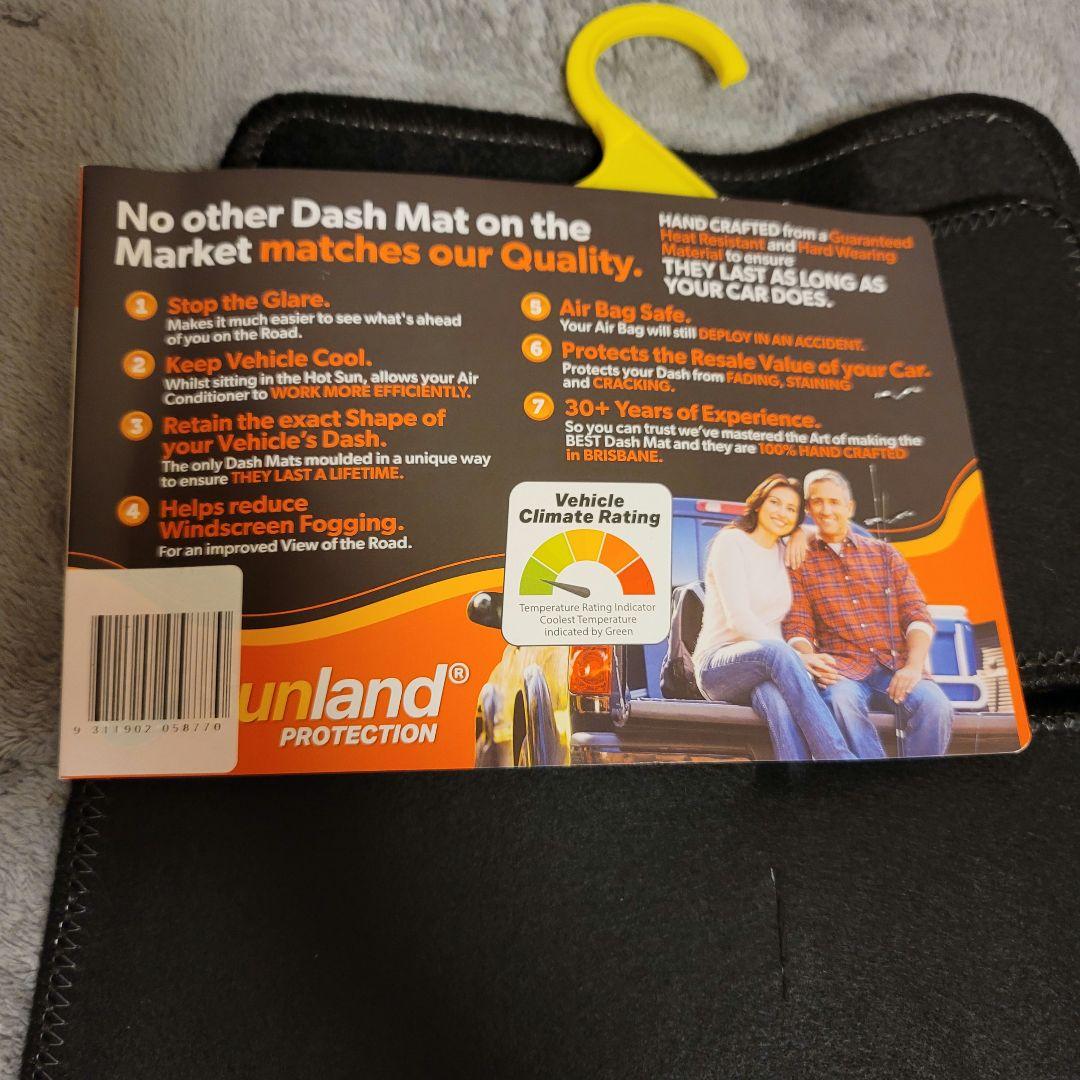 No other Dash Mat on the
Market matches our Quality.
HAND CRAFTED from a Guaranteed
Heat Resistant and Hard Wearing
Material to ensure
THEY LAST AS LONG AS
YOUR CAR DOES.
1 Stop the Glare.
Makes it much easier to see what's ahead
of you on the Road.
2 Keep Vehicle Cool.
Whilst sitting in the Hot Sun, allows your Air
Conditioner to WORK MORE EFFICIENTLY.
3 Retain the exact Shape of
your Vehicle's Dash.
The only Dash Mats moulded in a unique way
to ensure THEY LAST A LIFETIME.
4 Helps reduce
Windscreen Fogging.
For an improved View of the Road.
5 Air Bag Safe.
Your Air Bag will still DEPLOY IN AN ACCIDENT.
6 Protects the Resale Value of your Car.
Protects your Dash from FADING, STAINING
and CRACKING.
7 30+ Years of Experience.
So you can trust we've mastered the Art of making the
BEST Dash Mat and they are 100% HAND CRAFTED
in BRISBANE.
Vehicle
Climate Rating
Temperature Rating Indicator
Coolest Temperature
indicated by Green
9 311902 058770
unland®
PROTECTION